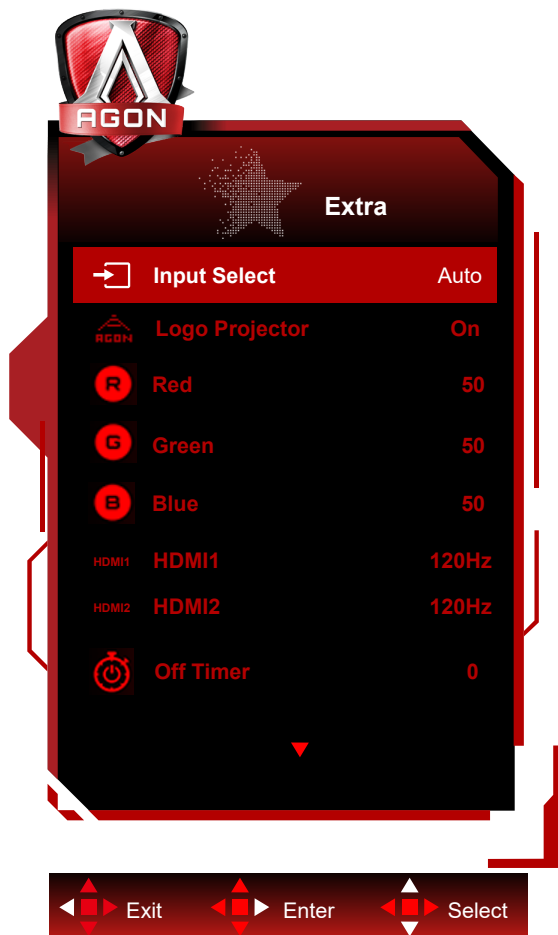 AGON
Extra
Input Select Auto
AGON Logo Projector On
R Red 50
G Green 50
B Blue 50
HDMI1 HDMI1 120Hz
HDMI2 HDMI2 120Hz
Off Timer 0
Exit Enter Select